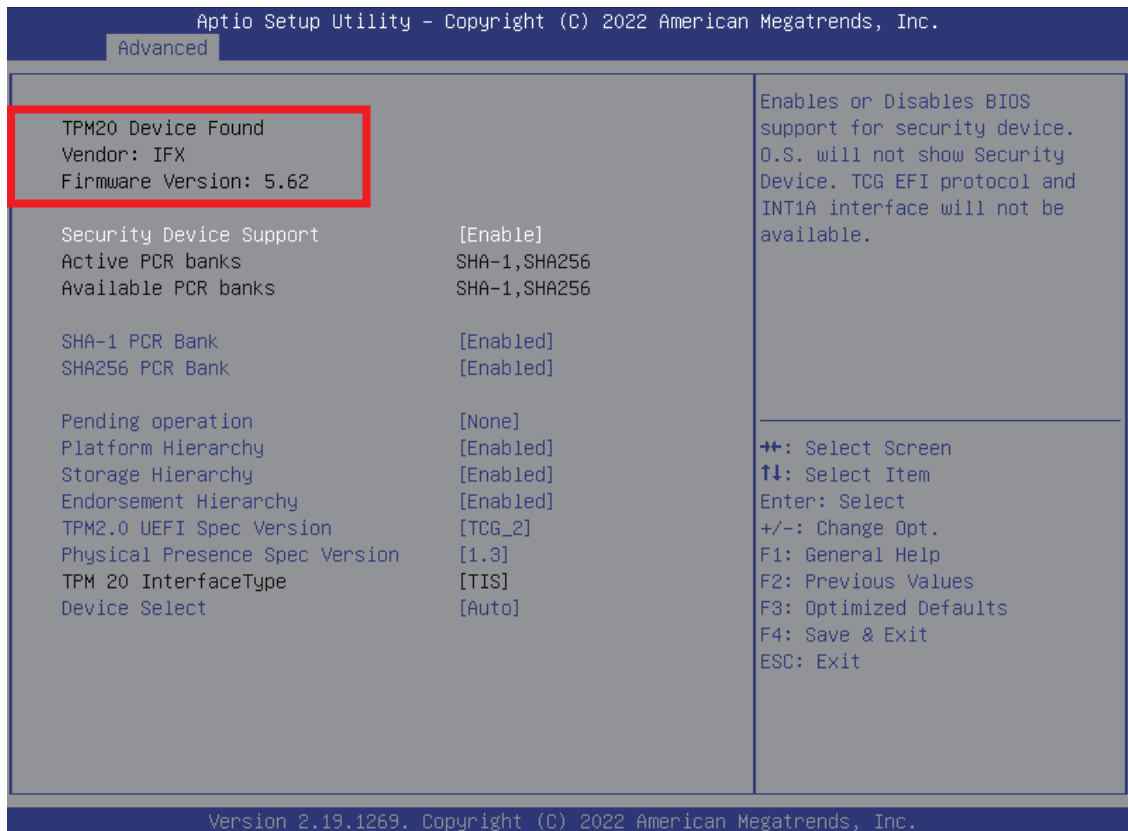 Aptio Setup Utility – Copyright (C) 2022 American Megatrends, Inc.
Advanced
TPM20 Device Found
Vendor: IFX
Firmware Version: 5.62
Security Device Support [Enable]
Active PCR banks SHA-1,SHA256
Available PCR banks SHA-1,SHA256
SHA-1 PCR Bank [Enabled]
SHA256 PCR Bank [Enabled]
Pending operation [None]
Platform Hierarchy [Enabled]
Storage Hierarchy [Enabled]
Endorsement Hierarchy [Enabled]
TPM2.0 UEFI Spec Version [TCG_2]
Physical Presence Spec Version [1.3]
TPM 20 InterfaceType [TIS]
Device Select [Auto]
Enables or Disables BIOS
support for security device.
O.S. will not show Security
Device. TCG EFI protocol and
INT1A interface will not be
available.
→←: Select Screen
↑↓: Select Item
Enter: Select
+/-: Change Opt.
F1: General Help
F2: Previous Values
F3: Optimized Defaults
F4: Save & Exit
ESC: Exit
Version 2.19.1269. Copyright (C) 2022 American Megatrends, Inc.